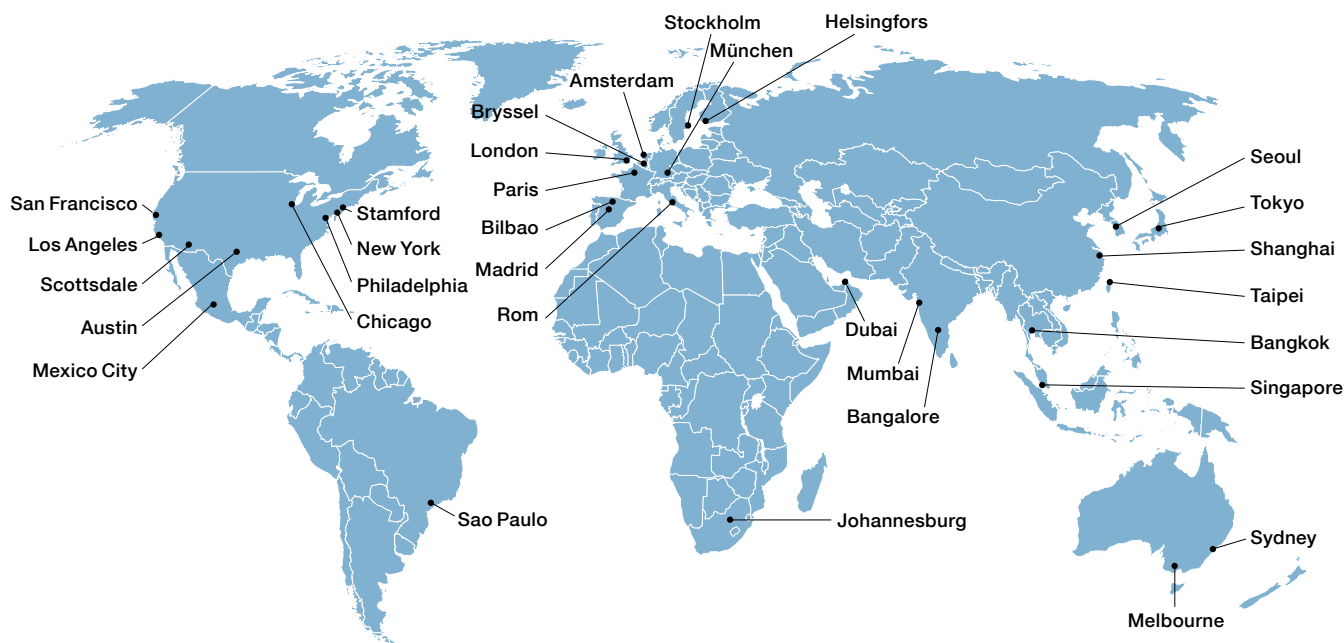 Stockholm
Helsingfors
München
Amsterdam
Bryssel
London
Paris
Bilbao
Madrid
Rom
San Francisco
Los Angeles
Scottsdale
Austin
Mexico City
Stamford
New York
Philadelphia
Chicago
Sao Paulo
Dubai
Mumbai
Bangalore
Johannesburg
Seoul
Tokyo
Shanghai
Taipei
Bangkok
Singapore
Sydney
Melbourne